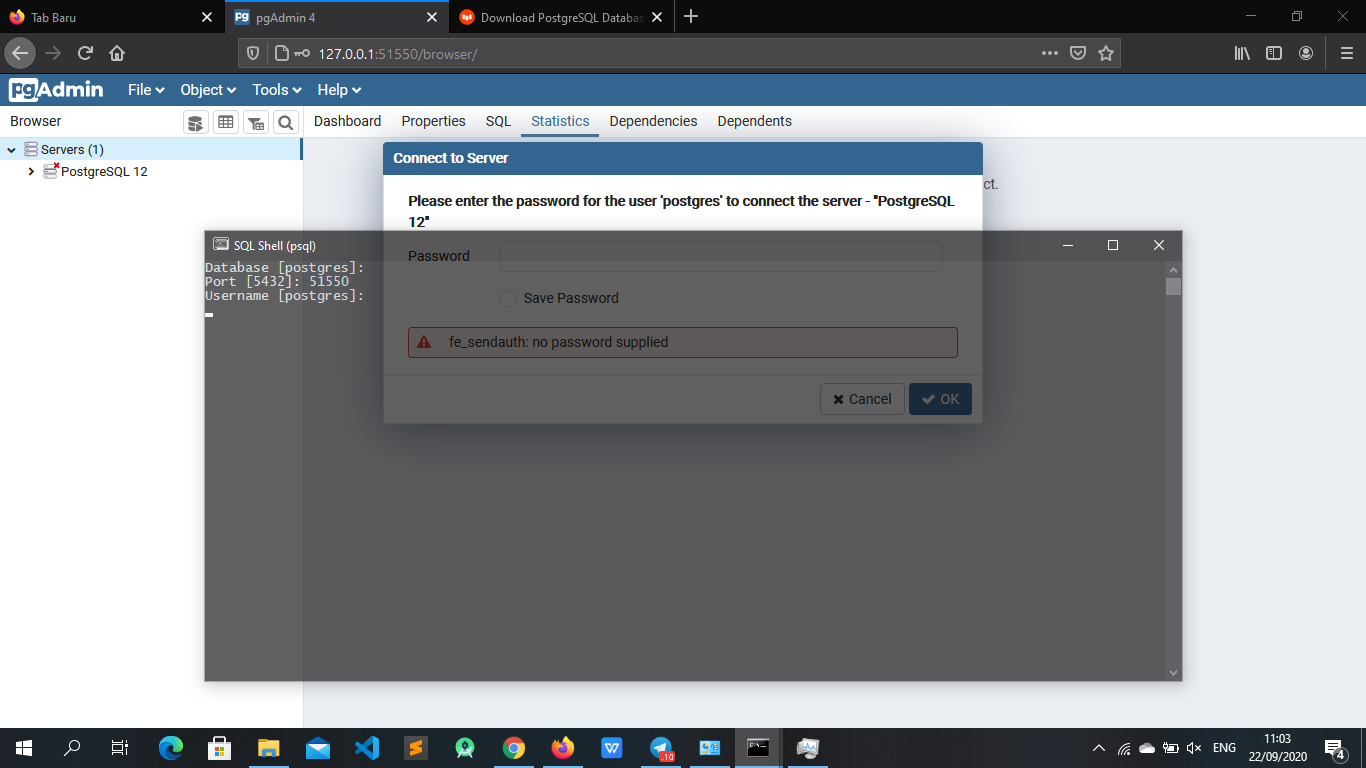 Tab Baru
pgAdmin 4
Download PostgreSQL Databas
127.0.0.1:51550/browser/
pgAdmin File Object Tools Help
Browser
Dashboard Properties SQL Statistics Dependencies Dependents
Servers (1)
PostgreSQL 12
Connect to Server
ct.
Please enter the password for the user 'postgres' to connect the server - "PostgreSQL
12"
SQL Shell (psql)
Password
Database [postgres]:
Port [5432]: 51550
Username [postgres]:
Save Password
fe_sendauth: no password supplied
Cancel OK
..10
ENG
11:03
22/09/2020
4